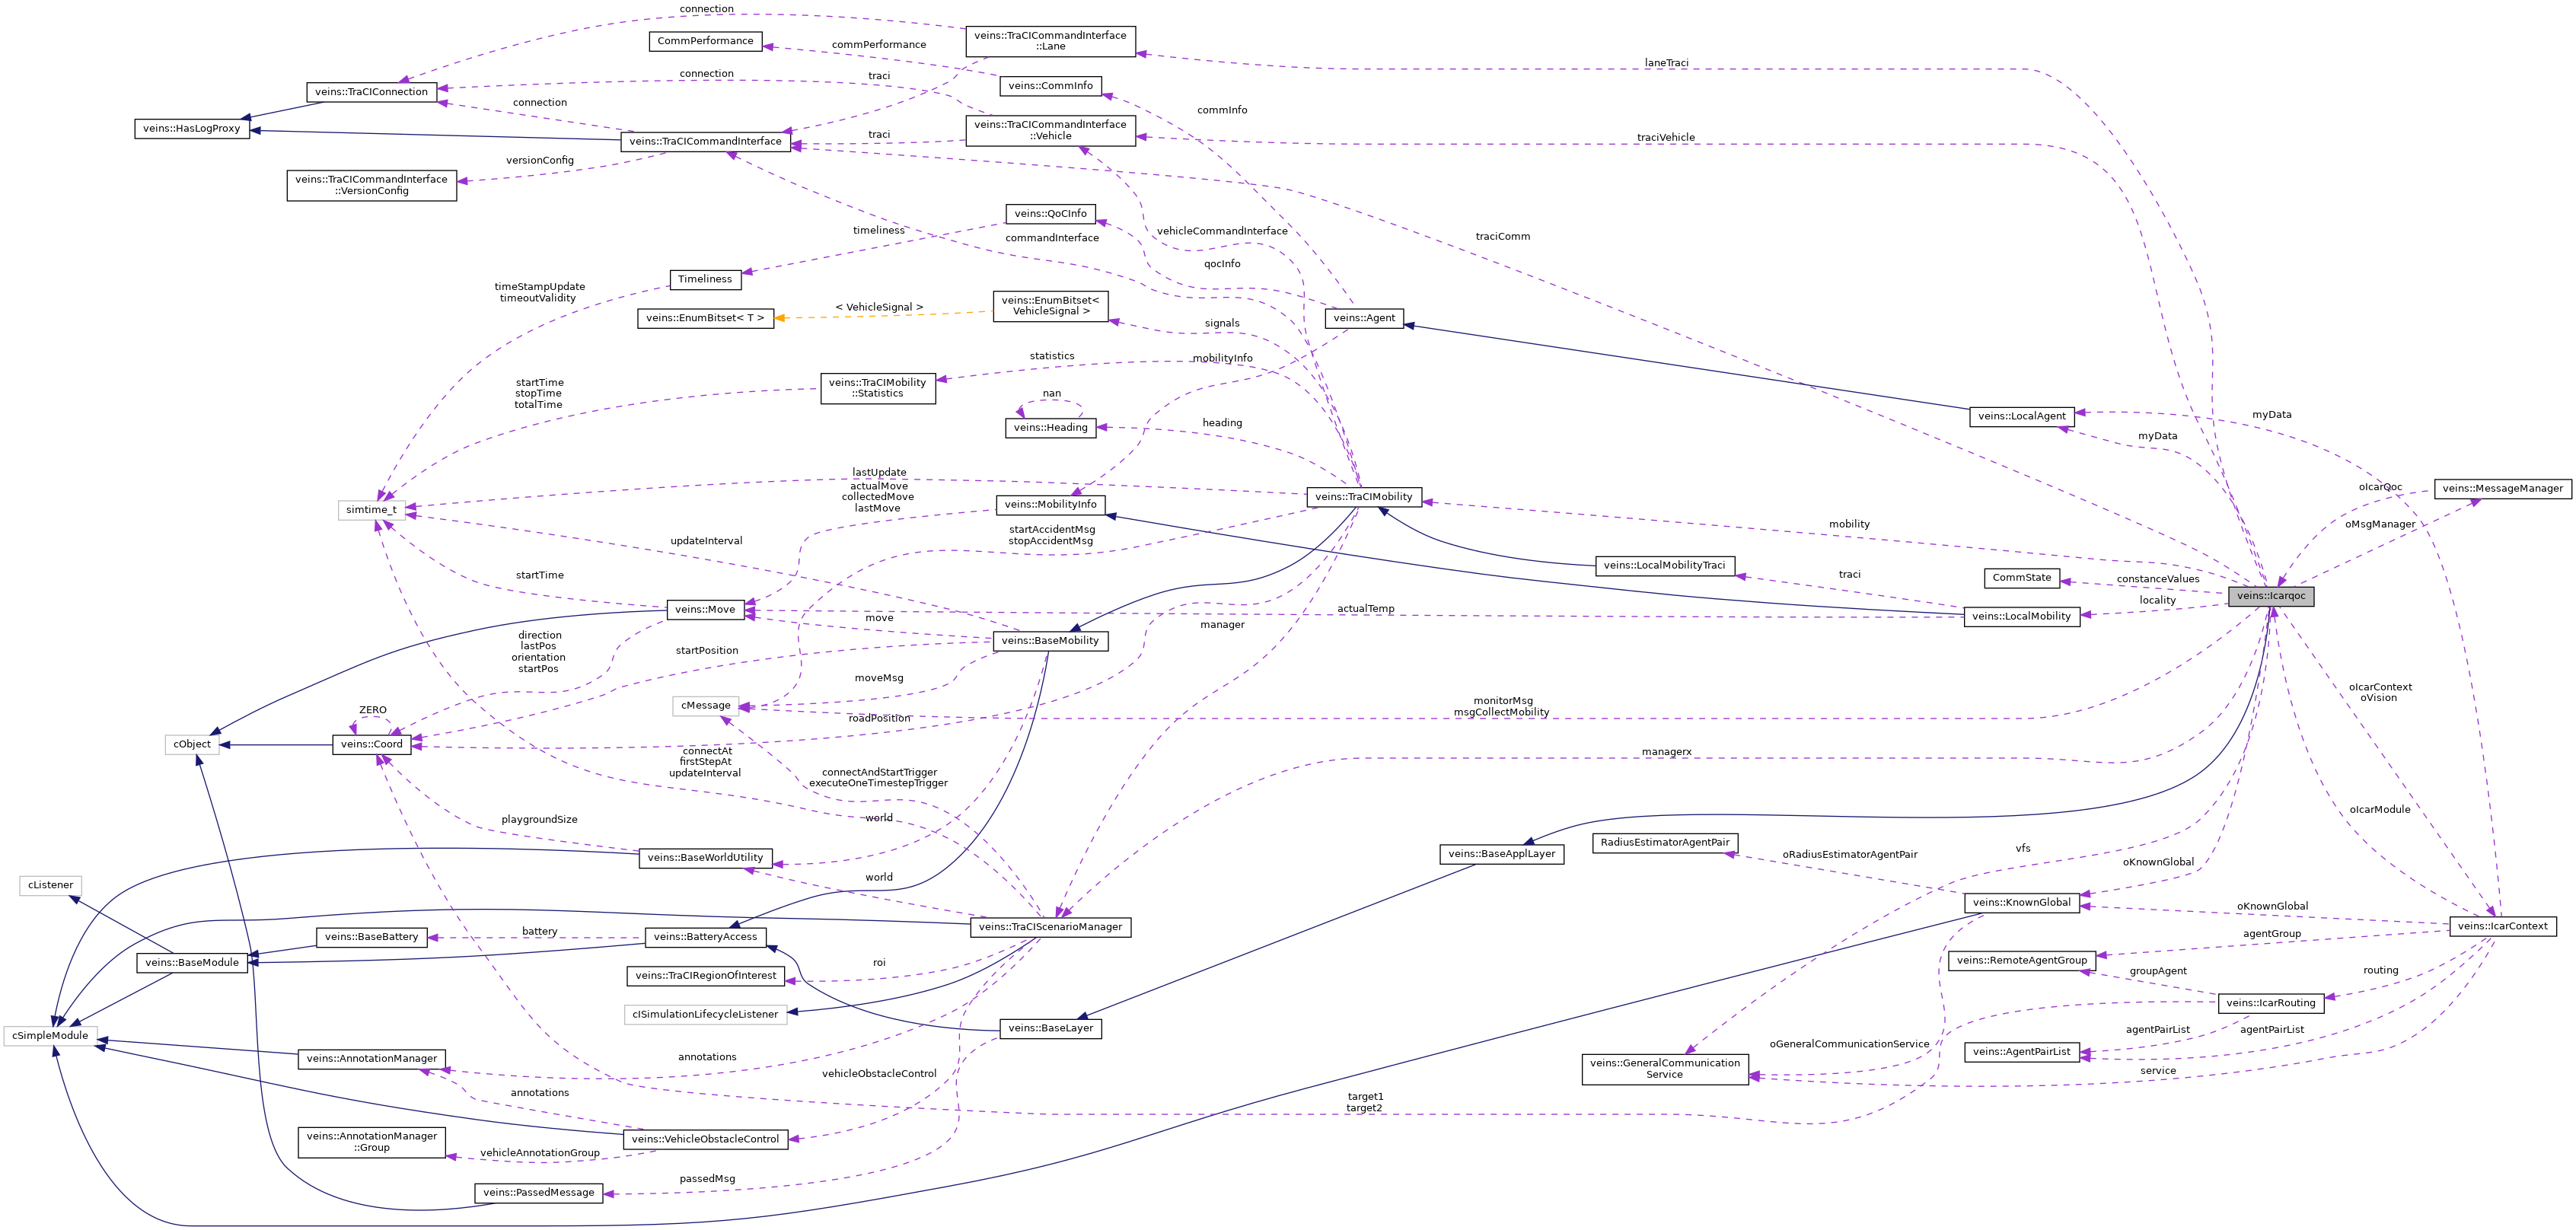 connection
veins::TraCICommandInterface
::Lane
CommPerformance
commPerformance
laneTraci
connection
traci
veins::CommInfo
veins::TraCIConnection
connection
commInfo
veins::HasLogProxy
veins::TraCICommandInterface
::Vehicle
traci
traciVehicle
veins::TraCICommandInterface
versionConfig
veins::TraCICommandInterface
::VersionConfig
veins::QoCInfo
timeliness
commandInterface
vehicleCommandInterface
traciComm
qocInfo
Timeliness
timeStampUpdate
timeoutValidity
veins::EnumBitset<
VehicleSignal >
< VehicleSignal >
veins::EnumBitset< T >
signals
veins::Agent
statistics
mobilityInfo
veins::TraCIMobility
::Statistics
startTime
stopTime
totalTime
nan
veins::Heading
heading
veins::LocalAgent
myData
myData
lastUpdate
actualMove
collectedMove
lastMove
veins::MobilityInfo
veins::TraCIMobility
oIcarQoc
veins::MessageManager
simtime_t
startAccidentMsg
stopAccidentMsg
mobility
oMsgManager
updateInterval
veins::LocalMobilityTraci
traci
CommState
constanceValues
veins::Icarqoc
startTime
veins::Move
actualTemp
locality
veins::LocalMobility
move
manager
direction
lastPos
orientation
startPos
startPosition
veins::BaseMobility
moveMsg
oIcarContext
oVision
cMessage
ZERO
roadPosition
monitorMsg
msgCollectMobility
cObject
veins::Coord
connectAt
firstStepAt
updateInterval
connectAndStartTrigger
executeOneTimestepTrigger
managerx
playgroundSize
world
oIcarModule
veins::BaseWorldUtility
veins::BaseApplLayer
RadiusEstimatorAgentPair
oRadiusEstimatorAgentPair
vfs
oKnownGlobal
cListener
world
veins::KnownGlobal
oKnownGlobal
veins::BaseBattery
battery
veins::BatteryAccess
veins::TraCIScenarioManager
agentGroup
veins::IcarContext
veins::BaseModule
veins::TraCIRegionOfInterest
roi
veins::RemoteAgentGroup
groupAgent
routing
cISimulationLifecycleListener
veins::BaseLayer
veins::IcarRouting
cSimpleModule
veins::AnnotationManager
annotations
oGeneralCommunicationService
agentPairList
agentPairList
veins::AgentPairList
veins::GeneralCommunication
Service
service
vehicleObstacleControl
annotations
target1
target2
veins::AnnotationManager
::Group
veins::VehicleObstacleControl
vehicleAnnotationGroup
veins::PassedMessage
passedMsg